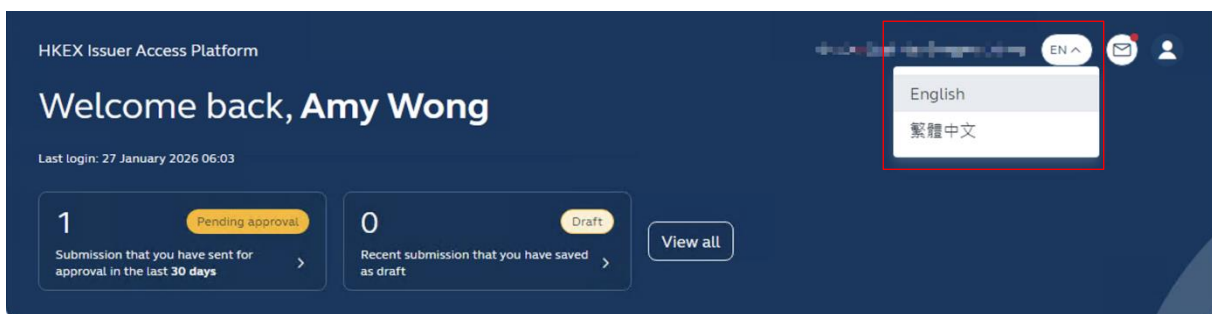 HKEX Issuer Access Platform
EN
Welcome back, Amy Wong
English
繁體中文
Last login: 27 January 2026 06:03
1
Pending approval
Submission that you have sent for
approval in the last 30 days
0
Draft
Recent submission that you have saved
as draft
View all